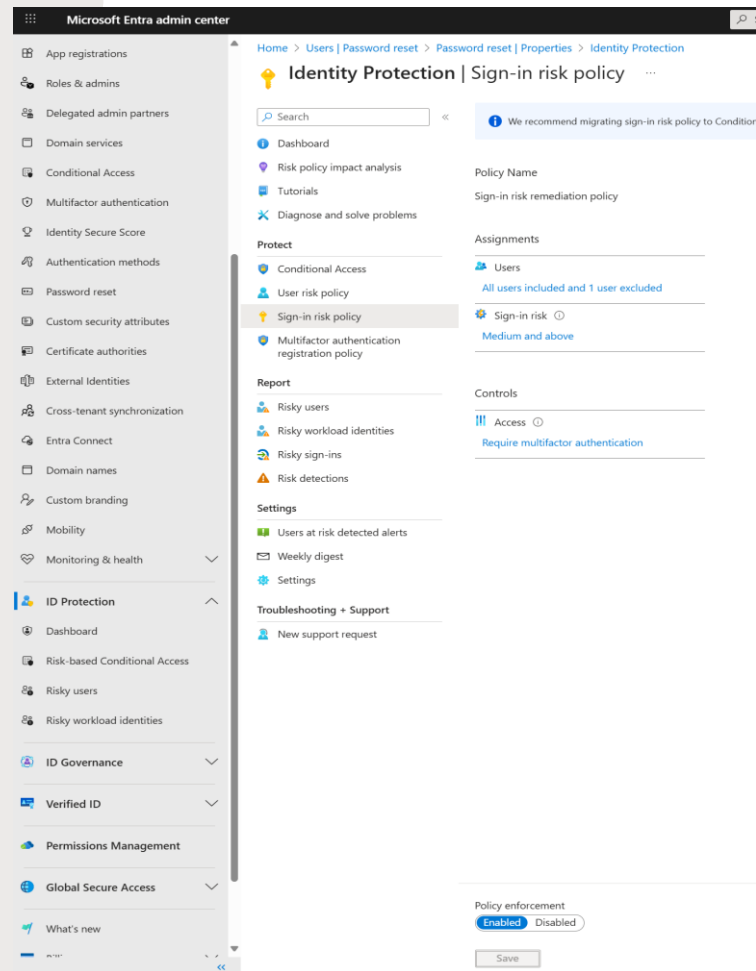 Microsoft Entra admin center
App registrations
Roles & admins
Delegated admin partners
Domain services
Conditional Access
Multifactor authentication
Identity Secure Score
Authentication methods
Password reset
Custom security attributes
Certificate authorities
External Identities
Cross-tenant synchronization
Entra Connect
Domain names
Custom branding
Mobility
Monitoring & health
ID Protection
Dashboard
Risk-based Conditional Access
Risky users
Risky workload identities
ID Governance
Verified ID
Permissions Management
Global Secure Access
What's new
Home > Users | Password reset > Password reset | Properties > Identity Protection
Identity Protection | Sign-in risk policy ...
Search
«
Dashboard
Risk policy impact analysis
Tutorials
Diagnose and solve problems
Protect
Conditional Access
User risk policy
Sign-in risk policy
Multifactor authentication
registration policy
Report
Risky users
Risky workload identities
Risky sign-ins
Risk detections
Settings
Users at risk detected alerts
Weekly digest
Settings
Troubleshooting + Support
New support request
We recommend migrating sign-in risk policy to Condition
Policy Name
Sign-in risk remediation policy
Assignments
Users
All users included and 1 user excluded
Sign-in risk
Medium and above
Controls
Access
Require multifactor authentication
Policy enforcement
Enabled Disabled
Save
«